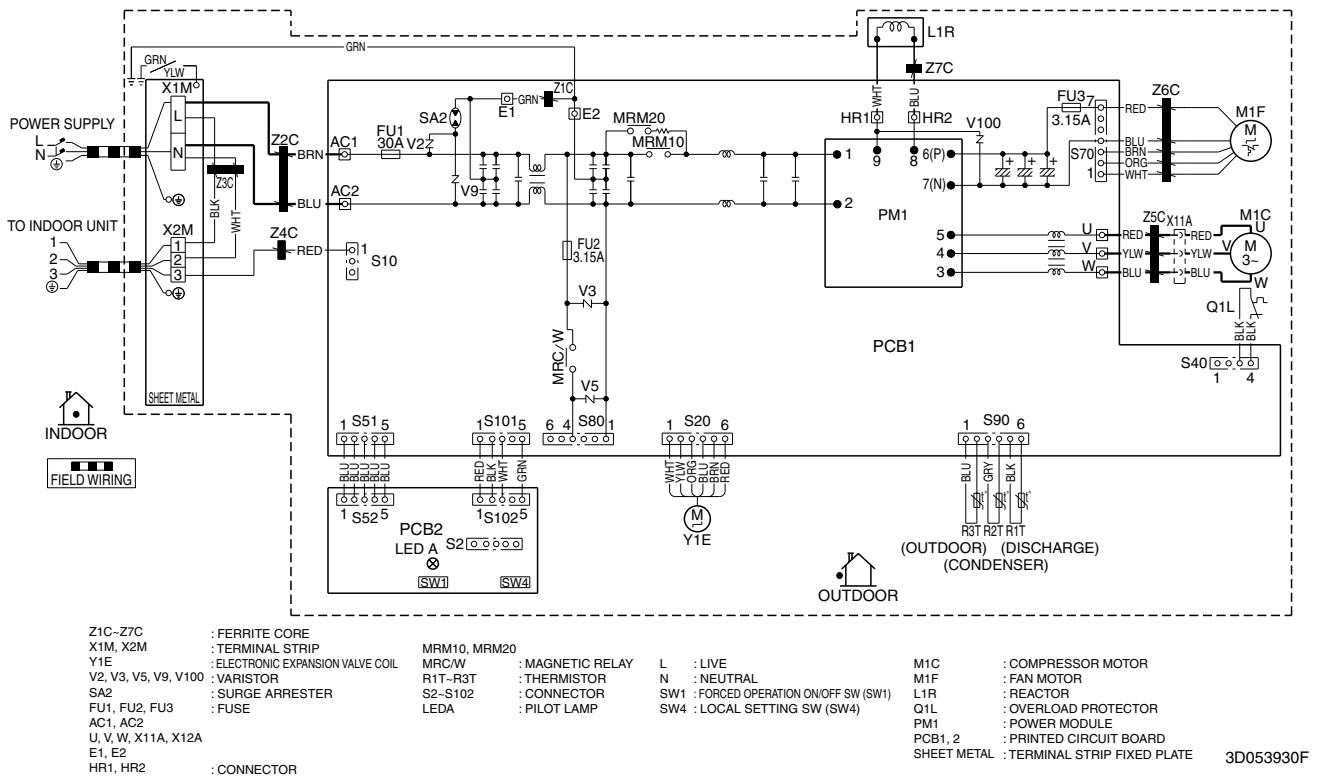 GRN
L1R
GRN
YLW
X1M
L
N
Z7C
WHT
BLU
HR1
HR2
POWER SUPPLY
L
N
Z2C
BRN
BLU
AC1
AC2
FU1
30A
V2
SA2
E1
GRN
Z1C
E2
MRM20
MRM10
V9
V100
FU3
3.15A
7
S70
1
RED
BLU
BRN
ORG
WHT
Z6C
M1F
M
9
8
1
2
6(P)
7(N)
PM1
5
4
3
U
V
W
RED
YLW
BLU
Z5C
X11A
RED
YLW
BLU
M1C
U
V
W
M
3~
Q1L
BLK
BLK
S40
1 4
Z3C
BLK
WHT
TO INDOOR UNIT
1
2
3
X2M
1
2
3
Z4C
RED
1
S10
FU2
3.15A
V3
MRC/W
V5
PCB1
SHEET METAL
INDOOR
FIELD WIRING
1 S51 5
BLU
BLU
BLU
BLU
BLU
1 S52 5
1 S101 5
RED
BLK
WHT
GRN
1 S102 5
PCB2
LED A
S2
SW1
SW4
6 4 S80 1
1 S20 6
WHT
YLW
ORG
BLU
BRN
RED
M
Y1E
1 S90 6
BLU
GRY
BLK
t°
t°
t°
R3T R2T R1T
(OUTDOOR) (DISCHARGE)
(CONDENSER)
OUTDOOR
Z1C~Z7C : FERRITE CORE
X1M, X2M : TERMINAL STRIP
Y1E : ELECTRONIC EXPANSION VALVE COIL
V2, V3, V5, V9, V100 : VARISTOR
SA2 : SURGE ARRESTER
FU1, FU2, FU3 : FUSE
AC1, AC2
U, V, W, X11A, X12A
E1, E2
HR1, HR2 : CONNECTOR
MRM10, MRM20
MRC/W : MAGNETIC RELAY
R1T~R3T : THERMISTOR
S2~S102 : CONNECTOR
LEDA : PILOT LAMP
L : LIVE
N : NEUTRAL
SW1 : FORCED OPERATION ON/OFF SW (SW1)
SW4 : LOCAL SETTING SW (SW4)
M1C : COMPRESSOR MOTOR
M1F : FAN MOTOR
L1R : REACTOR
Q1L : OVERLOAD PROTECTOR
PM1 : POWER MODULE
PCB1, 2 : PRINTED CIRCUIT BOARD
SHEET METAL : TERMINAL STRIP FIXED PLATE
3D053930F